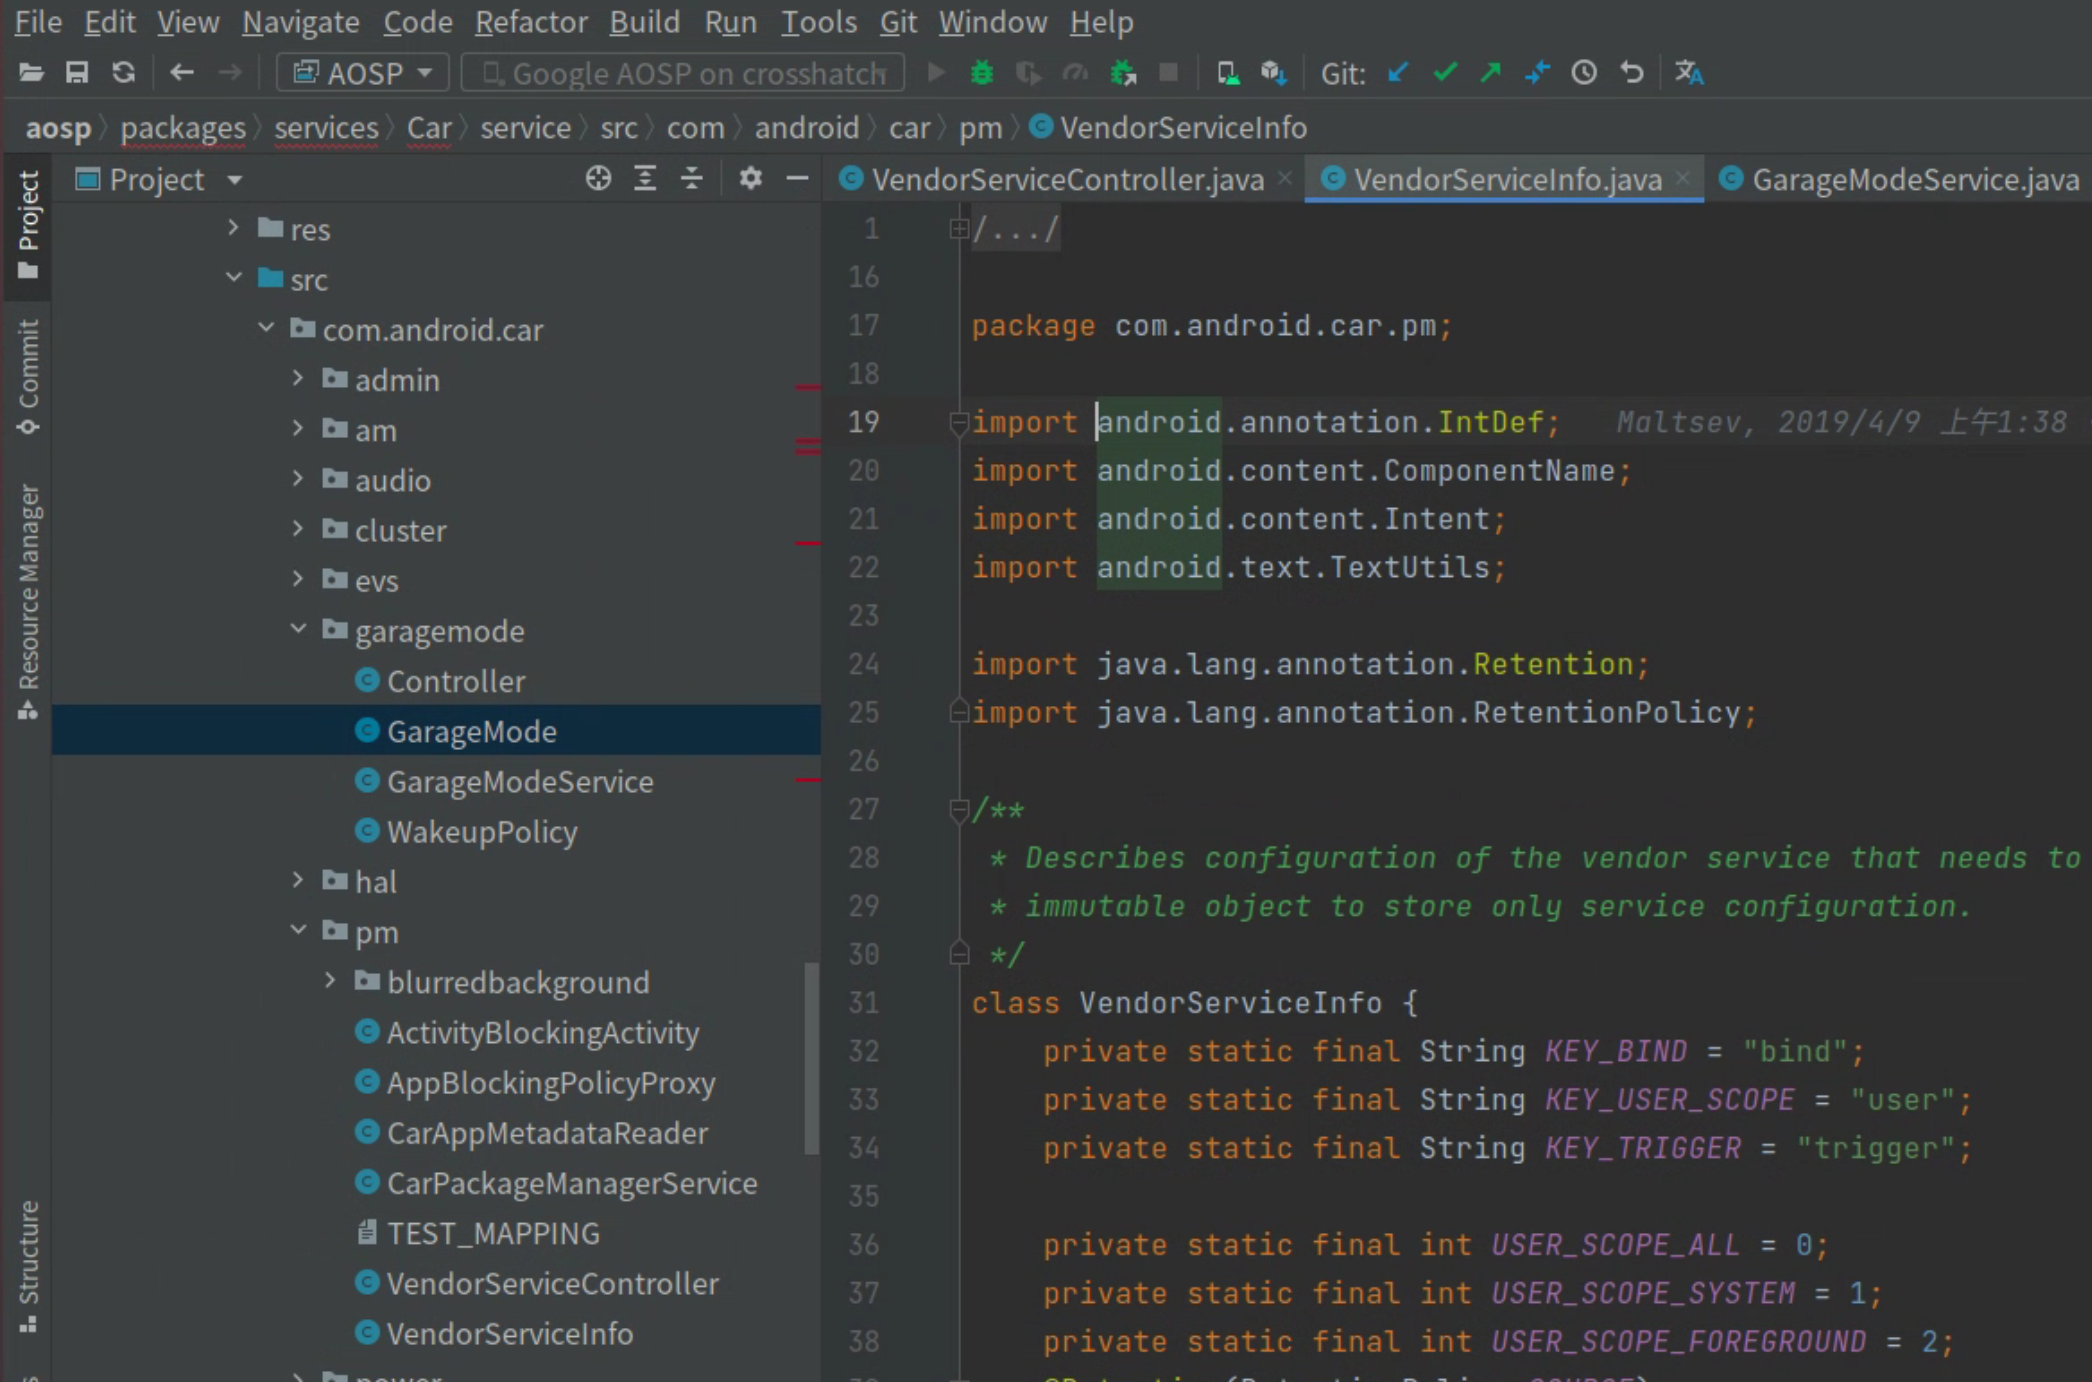 File Edit View Navigate Code Refactor Build Run Tools Git Window Help
AOSP Google AOSP on crosshatch Git:
aosp packages services Car service src com android car pm VendorServiceInfo
Project
VendorServiceController.java VendorServiceInfo.java GarageModeService.java
Project
Commit
Resource Manager
Structure
res
src
com.android.car
admin
am
audio
cluster
evs
garagemode
Controller
GarageMode
GarageModeService
WakeupPolicy
hal
pm
blurredbackground
ActivityBlockingActivity
AppBlockingPolicyProxy
CarAppMetadataReader
CarPackageManagerService
TEST_MAPPING
VendorServiceController
VendorServiceInfo
power
1 /.../
16
17 package com.android.car.pm;
18
19 import android.annotation.IntDef; Maltsev, 2019/4/9 上午1:38
20 import android.content.ComponentName;
21 import android.content.Intent;
22 import android.text.TextUtils;
23
24 import java.lang.annotation.Retention;
25 import java.lang.annotation.RetentionPolicy;
26
27 /**
28 * Describes configuration of the vendor service that needs to
29 * immutable object to store only service configuration.
30 */
31 class VendorServiceInfo {
32 private static final String KEY_BIND = "bind";
33 private static final String KEY_USER_SCOPE = "user";
34 private static final String KEY_TRIGGER = "trigger";
35
36 private static final int USER_SCOPE_ALL = 0;
37 private static final int USER_SCOPE_SYSTEM = 1;
38 private static final int USER_SCOPE_FOREGROUND = 2;